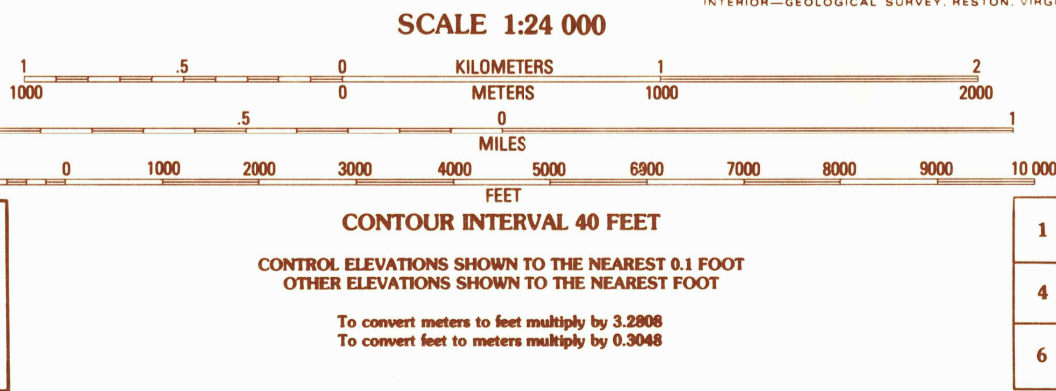 INTERIOR—GEOLOGICAL SURVEY, RESTON,
SCALE 1:24 000
1 .5 0 KILOMETERS 1 2
1000 0 METERS 1000 2000
.5 0 1
MILES
0 1000 2000 3000 4000 5000 6000 7000 8000 9000 10 000
FEET
CONTOUR INTERVAL 40 FEET
CONTROL ELEVATIONS SHOWN TO THE NEAREST 0.1 FOOT
OTHER ELEVATIONS SHOWN TO THE NEAREST FOOT
To convert meters to feet multiply by 3.2808
To convert feet to meters multiply by 0.3048
1
4
6